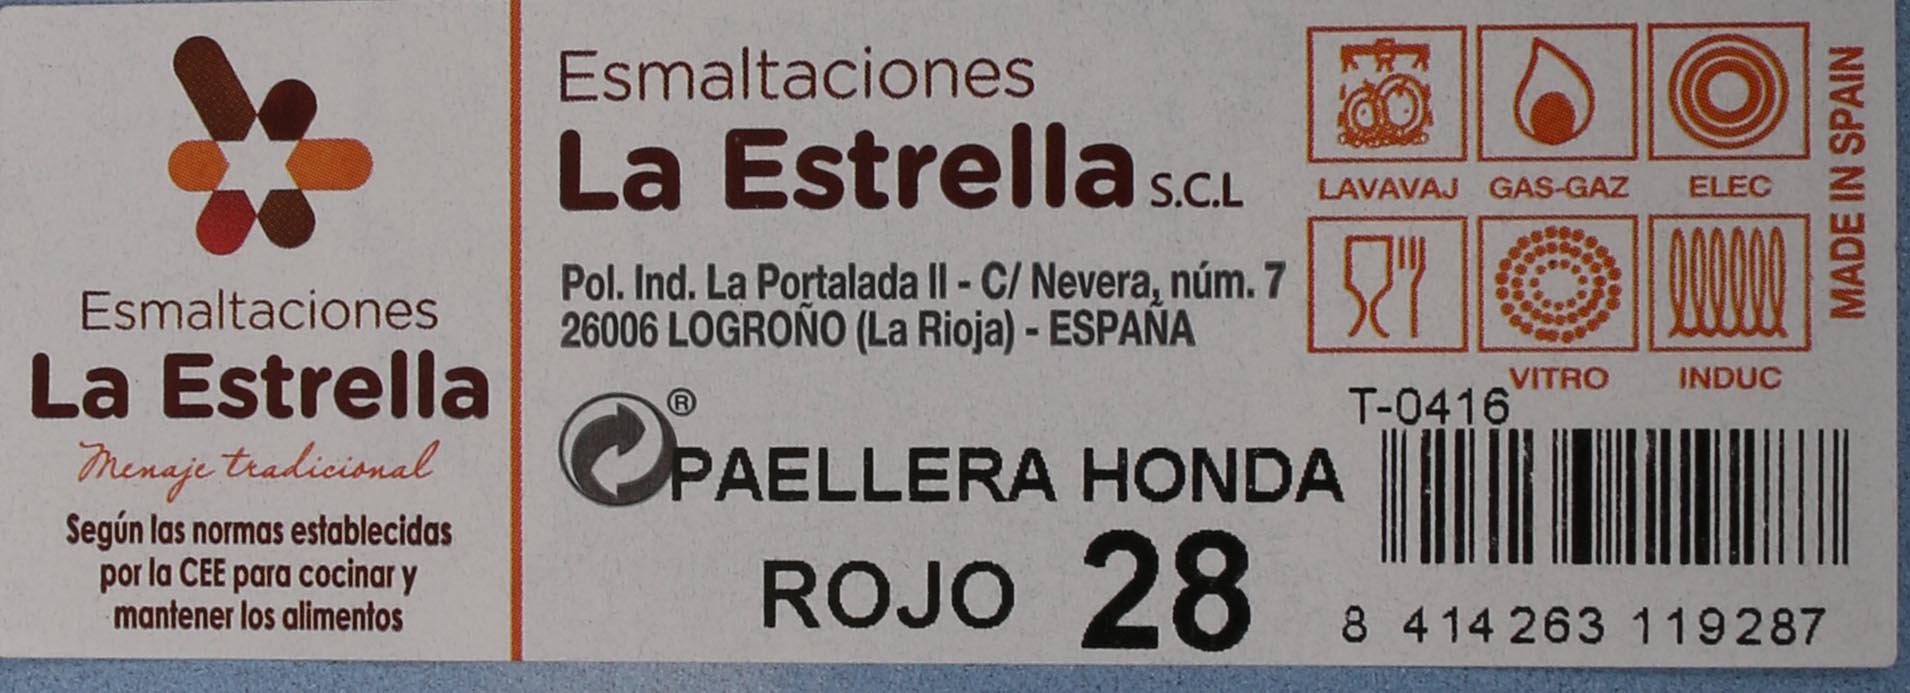 Esmaltaciones
La Estrella
Menaje tradicional
Según las normas establecidas
por la CEE para cocinar y
mantener los alimentos
Esmaltaciones
La Estrella S.C.L
Pol. Ind. La Portalada II - C/ Nevera, núm. 7
26006 LOGROÑO (La Rioja) - ESPAÑA
®
PAELLERA HONDA
ROJO 28
LAVAVAJ GAS-GAZ ELEC
VITRO INDUC
MADE IN SPAIN
T-0416
8 414263 119287